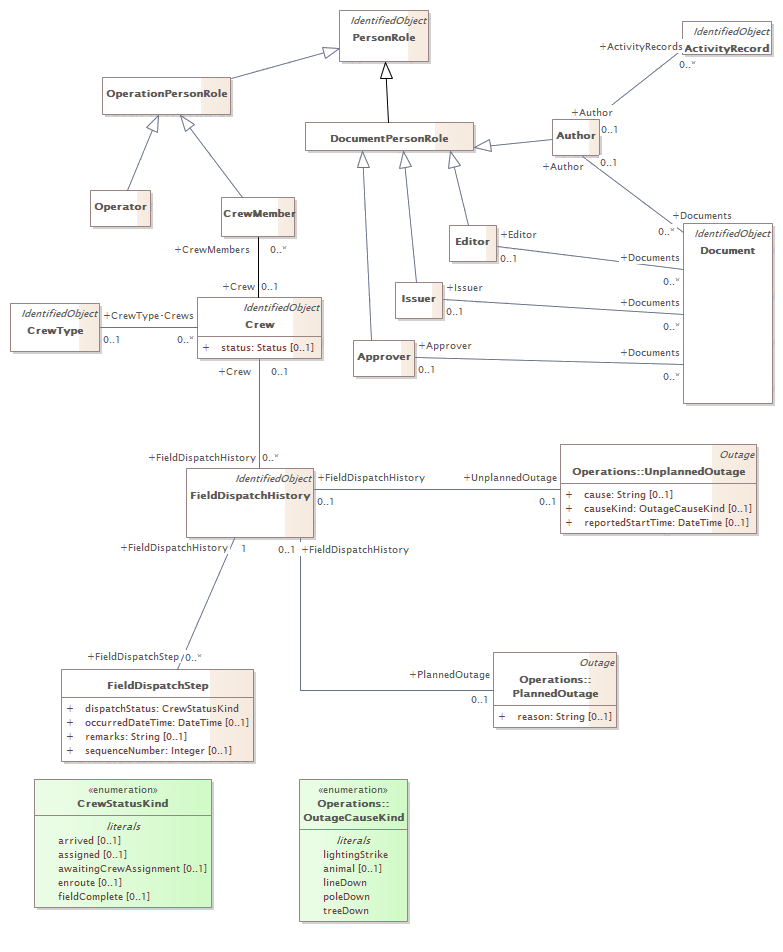 IdentifiedObject
PersonRole
IdentifiedObject
ActivityRecord
+ActivityRecords
0..*
OperationPersonRole
DocumentPersonRole
+Author
0..1
Author
+Author
0..1
Operator
CrewMember
+CrewMembers
0..*
+Documents
0..*
IdentifiedObject
Document
Editor
+Editor
0..1
+Documents
0..*
Issuer
+Issuer
0..1
+Documents
0..*
Approver
+Approver
0..1
+Documents
0..*
+Crew
0..1
IdentifiedObject
CrewType
+CrewType
+Crews
0..1
0..*
IdentifiedObject
Crew
+ status: Status [0..1]
+Crew
0..1
+FieldDispatchHistory
0..*
IdentifiedObject
FieldDispatchHistory
+FieldDispatchHistory
0..1
+UnplannedOutage
0..1
Outage
Operations::UnplannedOutage
+ cause: String [0..1]
+ causeKind: OutageCauseKind [0..1]
+ reportedStartTime: DateTime [0..1]
+FieldDispatchHistory
1
0..1
+FieldDispatchHistory
+FieldDispatchStep
0..*
+PlannedOutage
0..1
Outage
Operations::
PlannedOutage
+ reason: String [0..1]
FieldDispatchStep
+ dispatchStatus: CrewStatusKind
+ occurredDateTime: DateTime [0..1]
+ remarks: String [0..1]
+ sequenceNumber: Integer [0..1]
«enumeration»
CrewStatusKind
literals
arrived [0..1]
assigned [0..1]
awaitingCrewAssignment [0..1]
enroute [0..1]
fieldComplete [0..1]
«enumeration»
Operations::
OutageCauseKind
literals
lightingStrike
animal [0..1]
lineDown
poleDown
treeDown